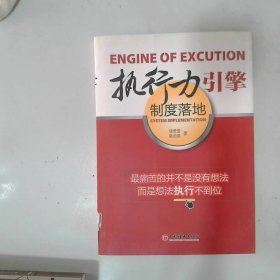 ENGINE OF EXCUTION
执行力引擎
制度落地
SYSTEM IMPLEMENTATION
著
最痛苦的并不是没有想法
而是想法执行不到位